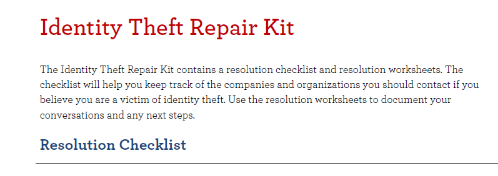 Identity Theft Repair Kit
The Identity Theft Repair Kit contains a resolution checklist and resolution worksheets. The
checklist will help you keep track of the companies and organizations you should contact if you
believe you are a victim of identity theft. Use the resolution worksheets to document your
conversations and any next steps.
Resolution Checklist